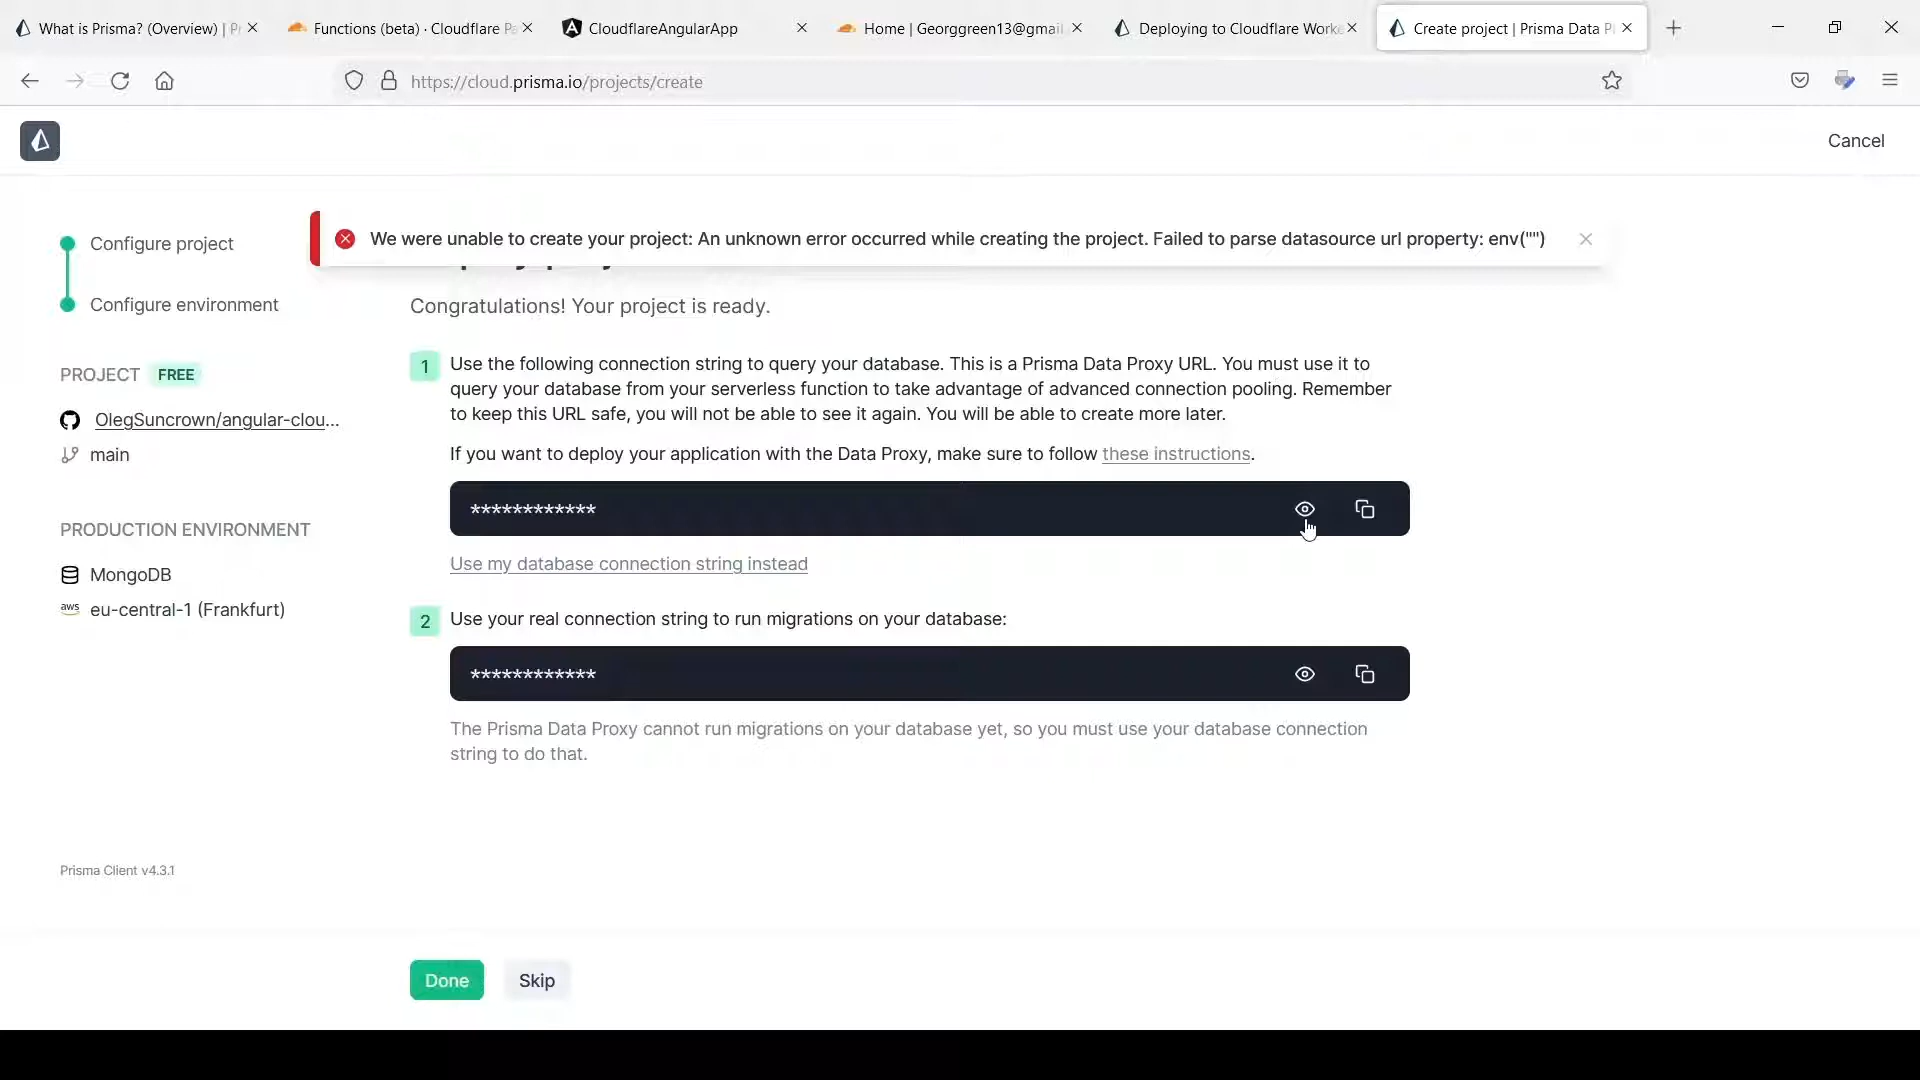 What is Prisma? (Overview) | P
Functions (beta) · Cloudflare Pa
CloudflareAngularApp
Home | Georggreen13@gmail.
Deploying to Cloudflare Worke
Create project | Prisma Data P
https://cloud.prisma.io/projects/create
Cancel
We were unable to create your project: An unknown error occurred while creating the project. Failed to parse datasource url property: env("")
Configure project
Configure environment
PROJECT FREE
OlegSuncrown/angular-clou...
main
PRODUCTION ENVIRONMENT
MongoDB
aws eu-central-1 (Frankfurt)
Prisma Client v4.3.1
Congratulations! Your project is ready.
1 Use the following connection string to query your database. This is a Prisma Data Proxy URL. You must use it to
query your database from your serverless function to take advantage of advanced connection pooling. Remember
to keep this URL safe, you will not be able to see it again. You will be able to create more later.
If you want to deploy your application with the Data Proxy, make sure to follow these instructions.
************
Use my database connection string instead
2 Use your real connection string to run migrations on your database:
************
The Prisma Data Proxy cannot run migrations on your database yet, so you must use your database connection
string to do that.
Done
Skip